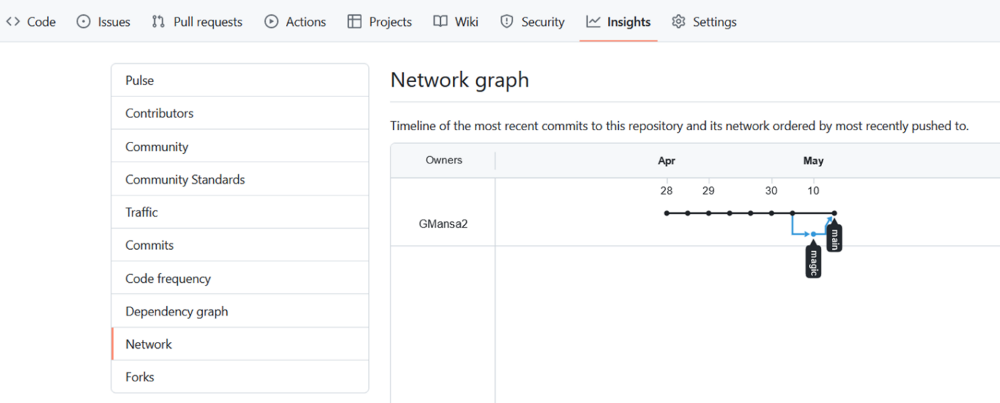 Code Issues Pull requests Actions Projects Wiki Security Insights Settings
Pulse
Contributors
Community
Community Standards
Traffic
Commits
Code frequency
Dependency graph
Network
Forks
Network graph
Timeline of the most recent commits to this repository and its network ordered by most recently pushed to.
Owners Apr May
28 29 30 10
GMansa2
main
magic